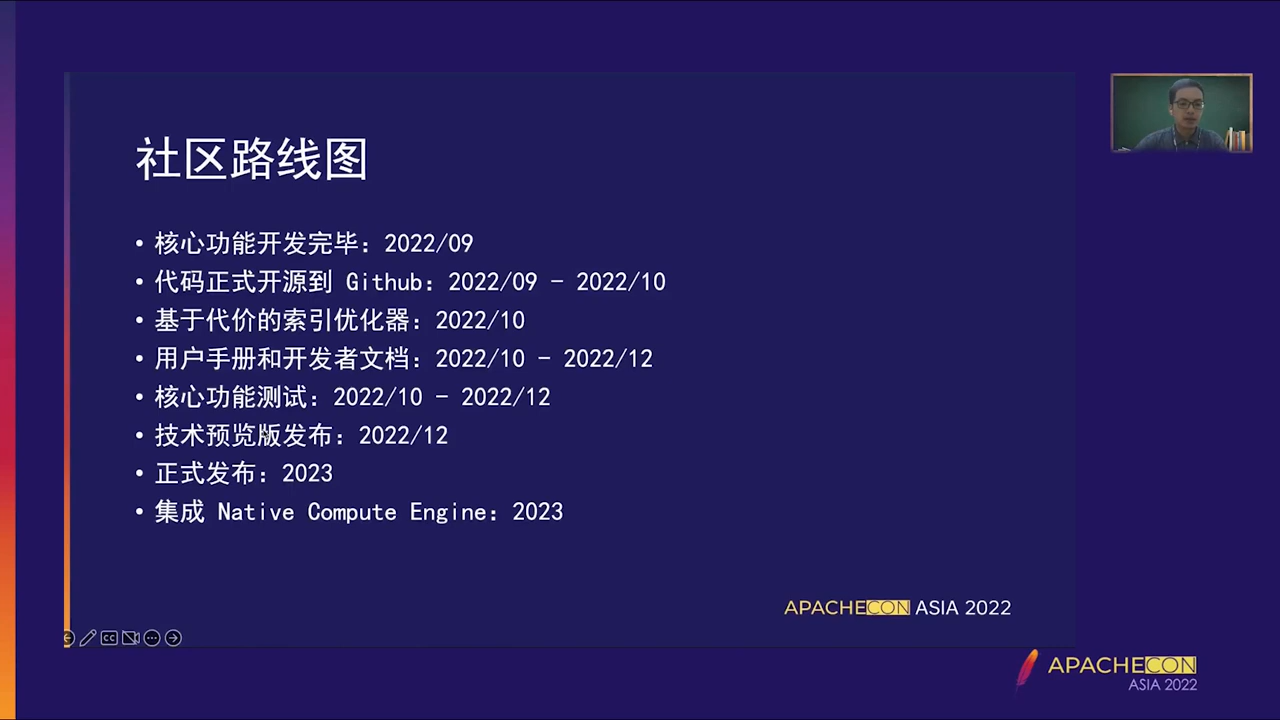 社区路线图
• 核心功能开发完毕：2022/09
• 代码正式开源到 Github：2022/09 - 2022/10
• 基于代价的索引优化器：2022/10
• 用户手册和开发者文档：2022/10 - 2022/12
• 核心功能测试：2022/10 - 2022/12
• 技术预览版发布：2022/12
• 正式发布：2023
• 集成 Native Compute Engine：2023
APACHECON ASIA 2022
CC
APACHECON
ASIA 2022